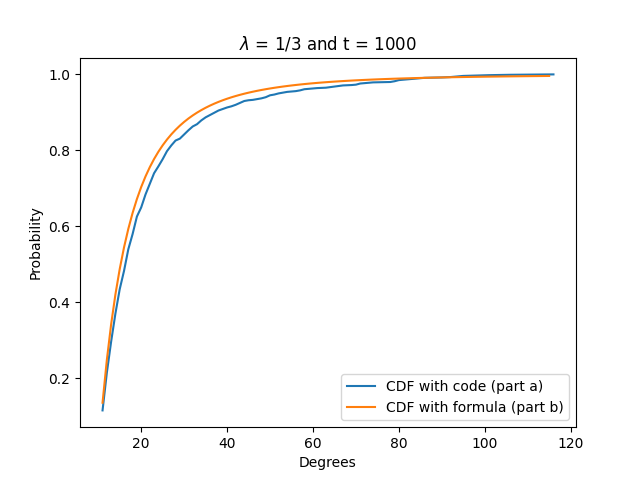 λ = 1/3 and t = 1000
1.0
0.8
0.6
0.4
0.2
Probability
20 40 60 80 100 120
Degrees
CDF with code (part a)
CDF with formula (part b)